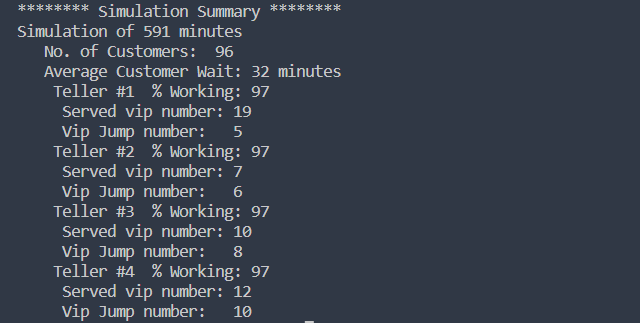 ******** Simulation Summary ********
Simulation of 591 minutes
No. of Customers: 96
Average Customer Wait: 32 minutes
Teller #1 % Working: 97
Served vip number: 19
Vip Jump number: 5
Teller #2 % Working: 97
Served vip number: 7
Vip Jump number: 6
Teller #3 % Working: 97
Served vip number: 10
Vip Jump number: 8
Teller #4 % Working: 97
Served vip number: 12
Vip Jump number: 10